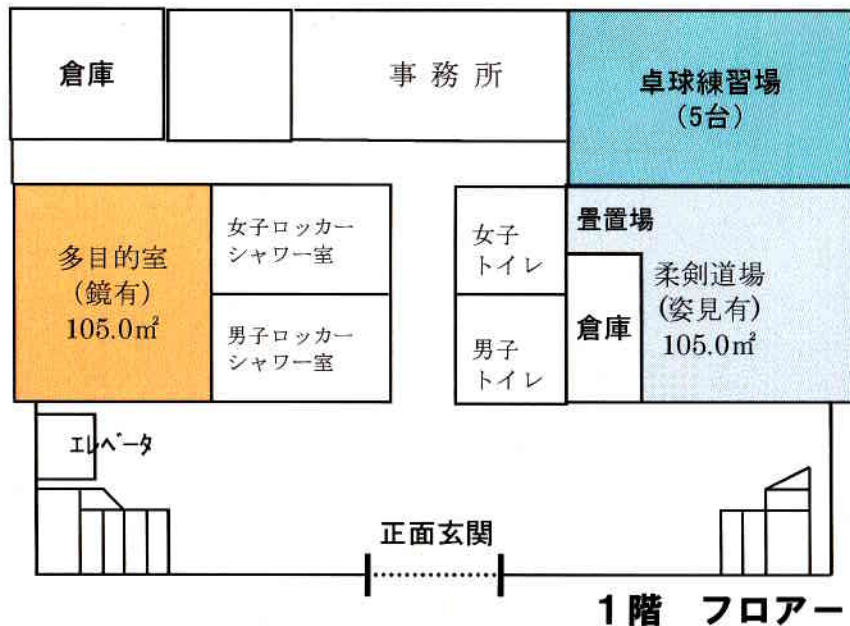 倉庫
事 務 所
卓球練習場
(5台)
多目的室
(鏡有)
105.0㎡
女子ロッカー
シャワー室
男子ロッカー
シャワー室
女子
トイレ
男子
トイレ
畳置場
倉庫
柔剣道場
(姿見有)
105.0㎡
エレベータ
正面玄関
1階　フロアー